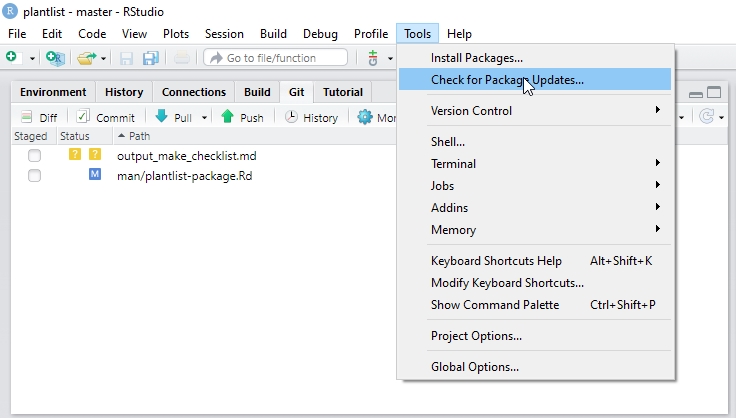 R plantlist - master - RStudio
File Edit Code View Plots Session Build Debug Profile Tools Help
Go to file/function
Install Packages...
Check for Package Updates...
Environment History Connections Build Git Tutorial
Version Control
Diff Commit Pull Push History
Staged Status Path
Shell...
? ? output_make_checklist.md
Terminal
M man/plantlist-package.Rd
Jobs
Addins
Memory
Keyboard Shortcuts Help Alt+Shift+K
Modify Keyboard Shortcuts...
Show Command Palette Ctrl+Shift+P
Project Options...
Global Options...